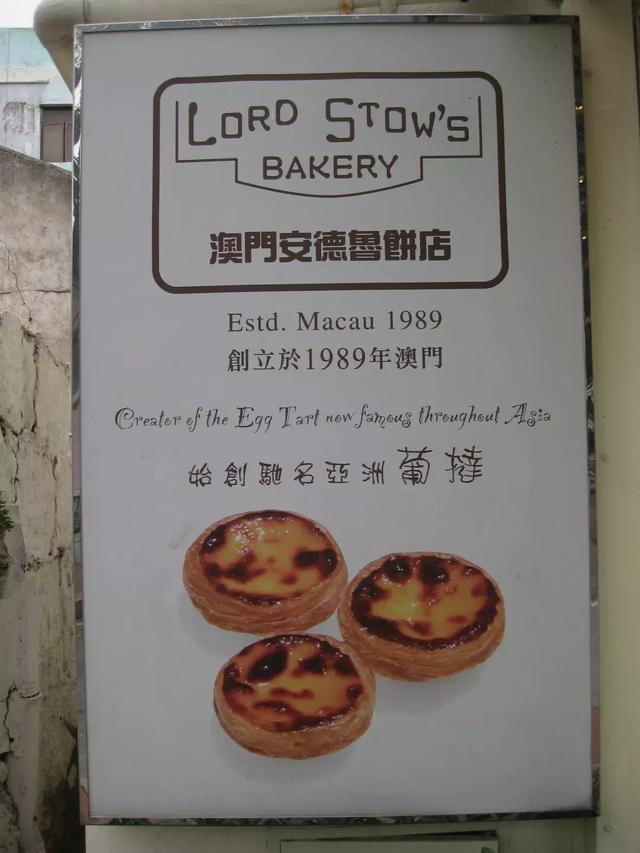 LORD STOW'S
BAKERY
澳門安德魯餅店
Estd. Macau 1989
創立於1989年澳門
Creator of the Egg Tart now famous throughout Asia
始創馳名亞洲葡撻